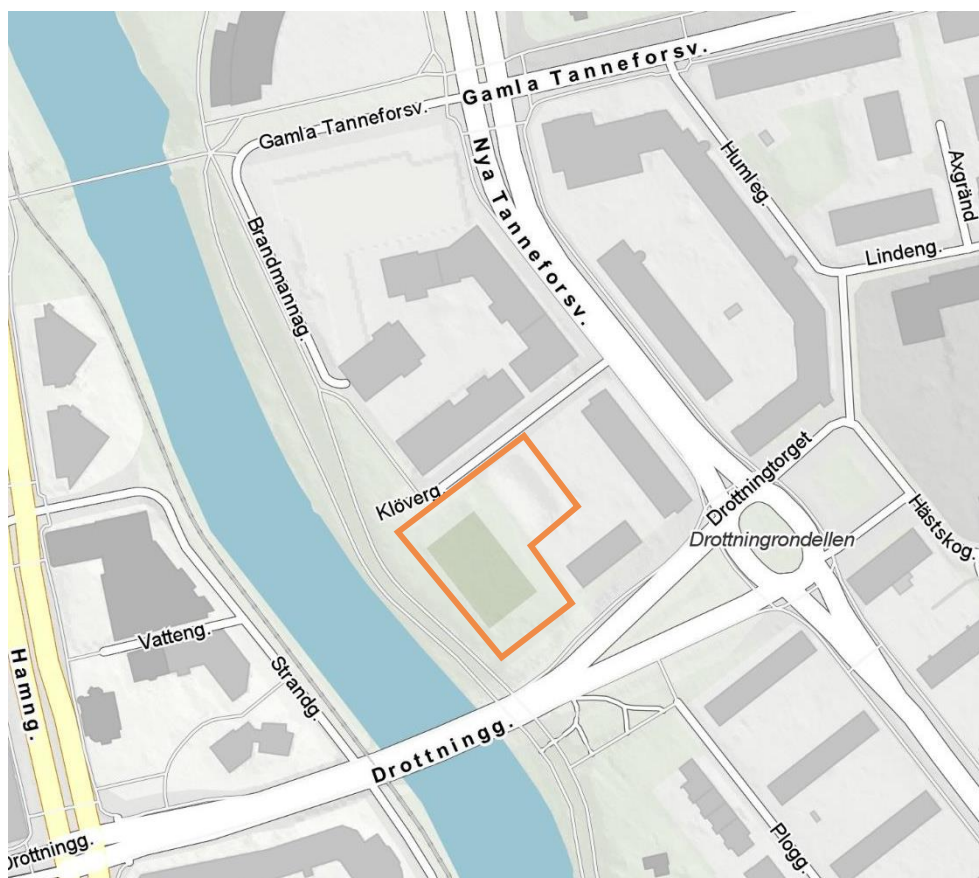 Gamla Tanneforsv.
Gamla Tanneforsv.
Nya Tanneforsv.
Humleg.
Axgränd
Lindeng.
Brandmannag.
Klöverg.
Drottningtorget
Drottningrondellen
Hästskog.
Vatteng.
Strandg.
Hamng.
Drottningg.
Drottningg.
Plogg.